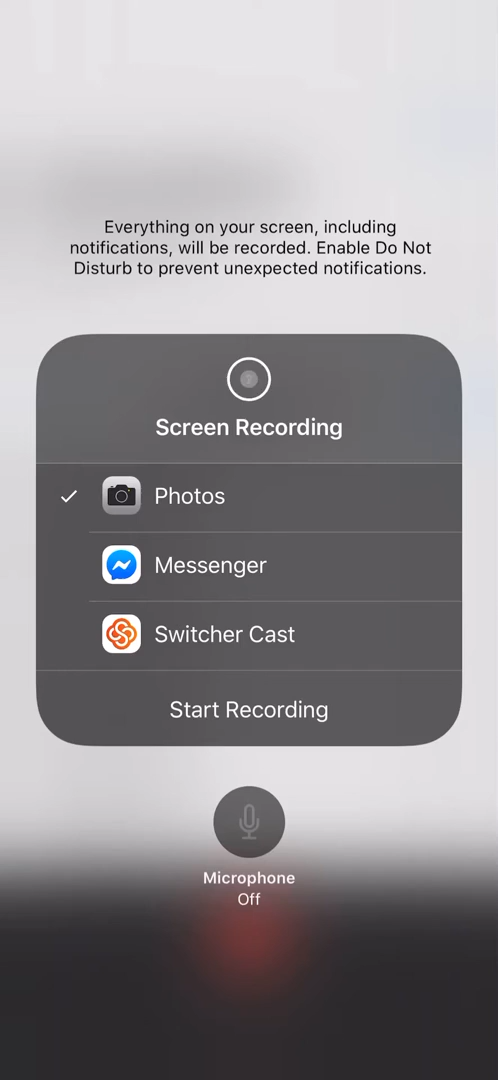 Everything on your screen, including
notifications, will be recorded. Enable Do Not
Disturb to prevent unexpected notifications.
Screen Recording
Photos
Messenger
Switcher Cast
Start Recording
Microphone
Off